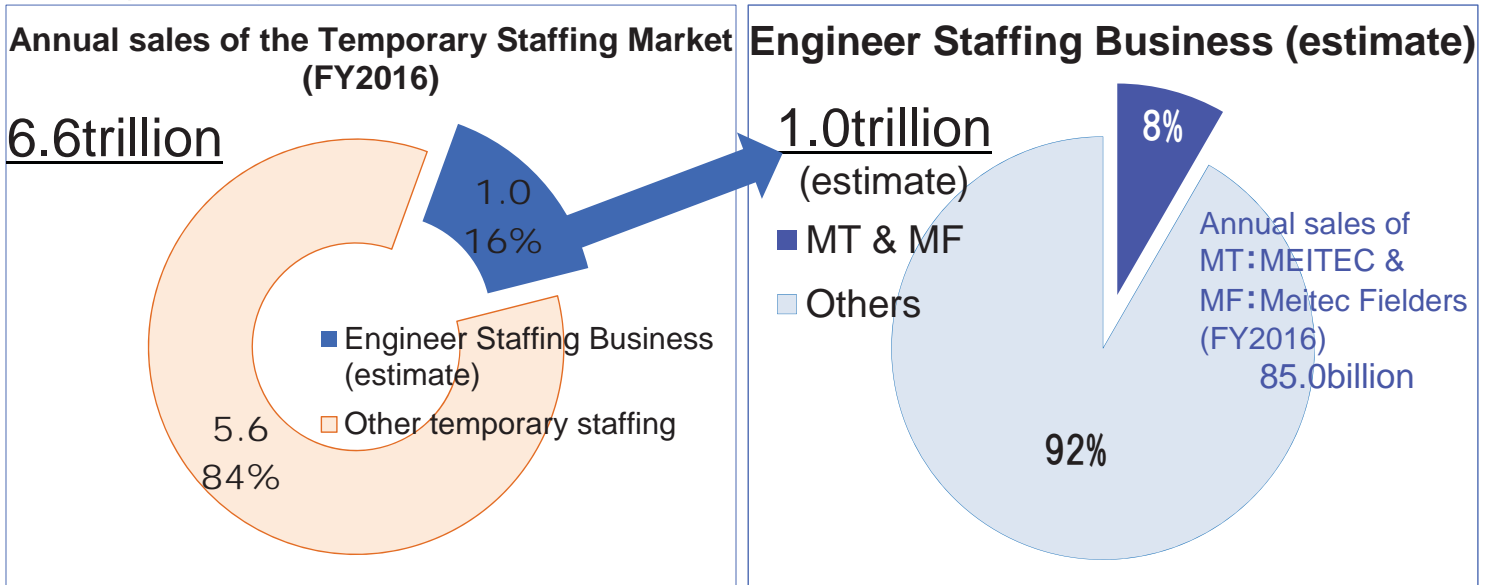 Annual sales of the Temporary Staffing Market
(FY2016)
6.6trillion
1.0
16%
Engineer Staffing Business
(estimate)
Other temporary staffing
5.6
84%
Engineer Staffing Business (estimate)
1.0trillion
(estimate)
MT & MF
Others
8%
Annual sales of
MT：MEITEC &
MF：Meitec Fielders
(FY2016)
85.0billion
92%